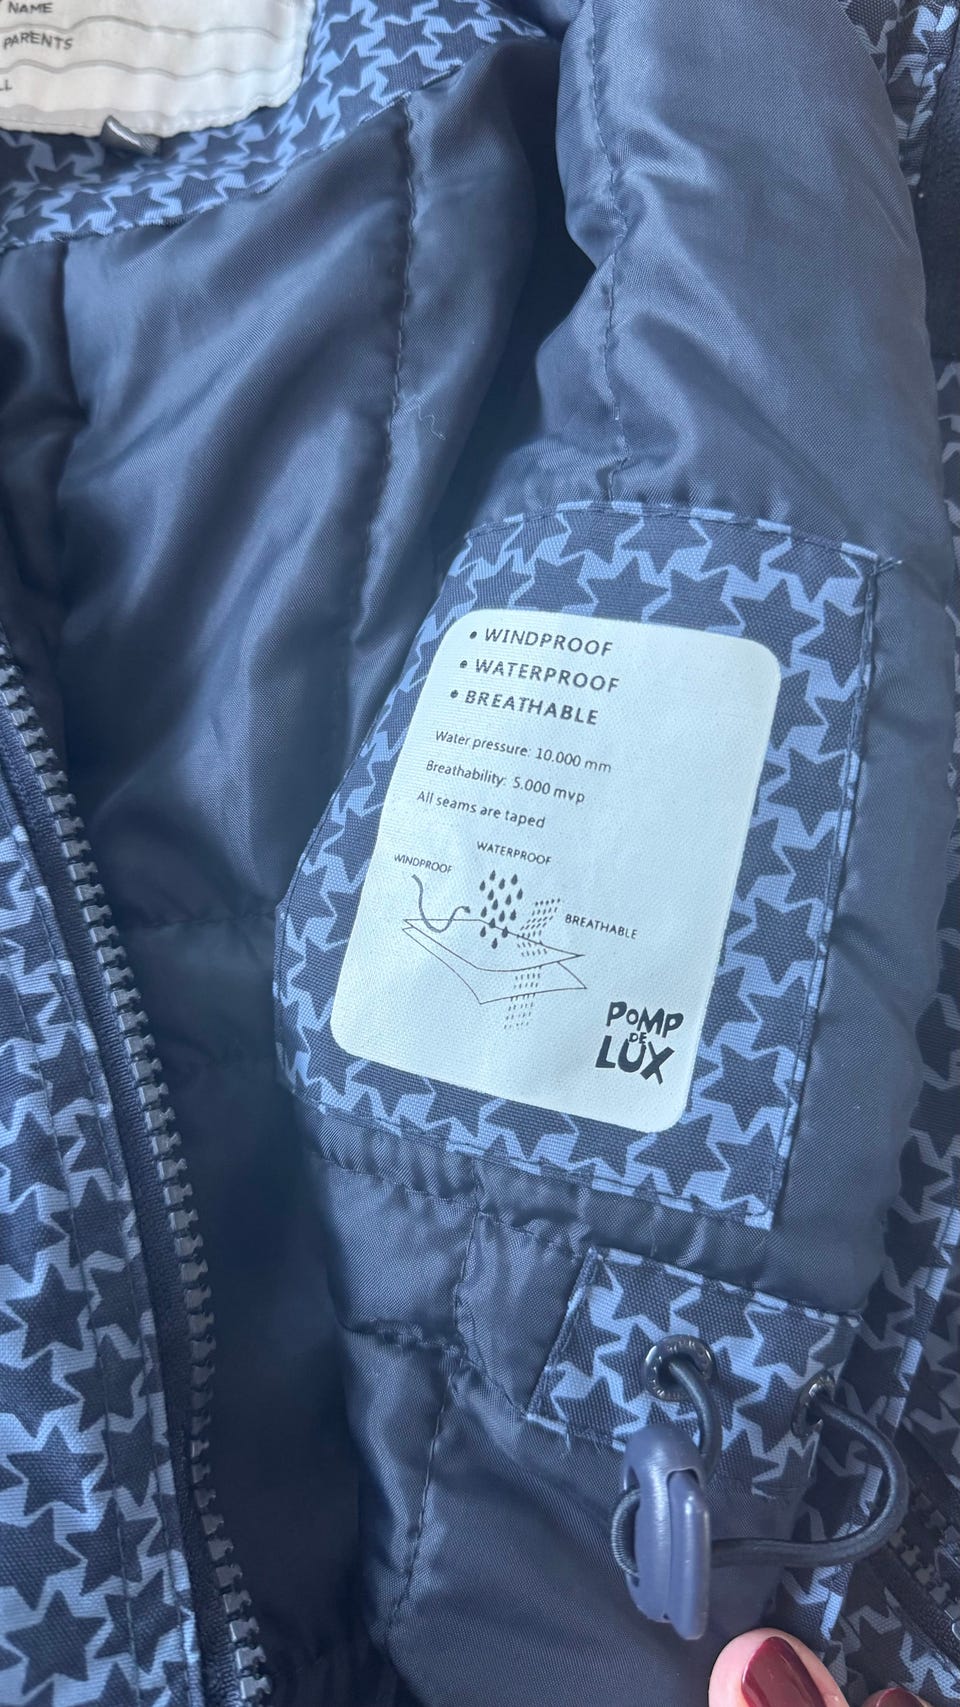 NAME
PARENTS
• WINDPROOF
• WATERPROOF
• BREATHABLE
Water pressure: 10.000 mm
Breathability: 5.000 mvp
All seams are taped
WATERPROOF
WINDPROOF
BREATHABLE
POMP
DE
LUX